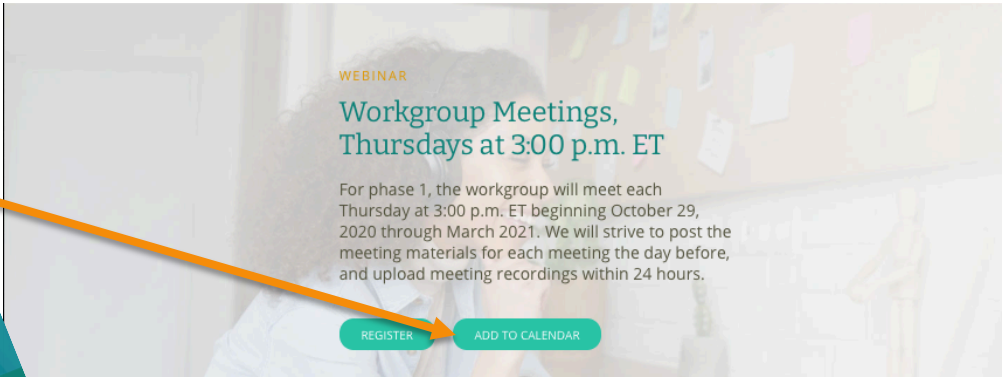 WEBINAR
Workgroup Meetings,
Thursdays at 3:00 p.m. ET
For phase 1, the workgroup will meet each
Thursday at 3:00 p.m. ET beginning October 29,
2020 through March 2021. We will strive to post the
meeting materials for each meeting the day before,
and upload meeting recordings within 24 hours.
REGISTER ADD TO CALENDAR